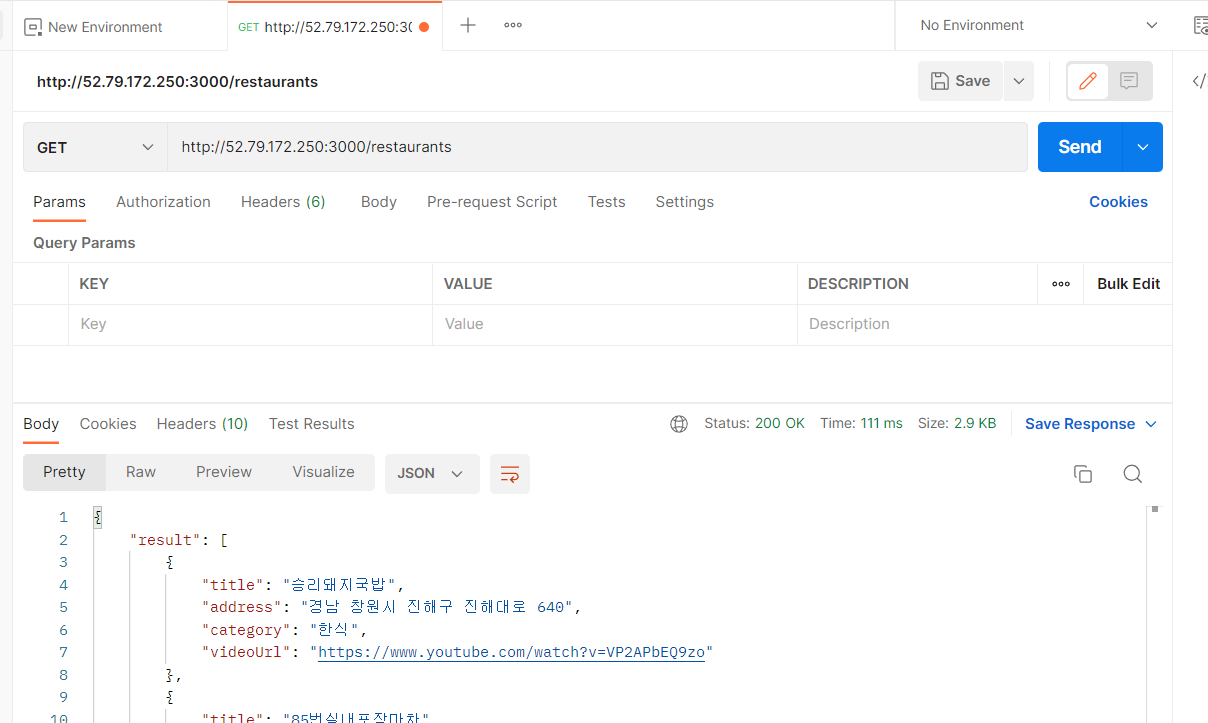 New Environment
GET http://52.79.172.250:30
No Environment
http://52.79.172.250:3000/restaurants
Save
GET
http://52.79.172.250:3000/restaurants
Send
Params Authorization Headers (6) Body Pre-request Script Tests Settings Cookies
Query Params
KEY VALUE DESCRIPTION Bulk Edit
Key Value Description
Body Cookies Headers (10) Test Results Status: 200 OK Time: 111 ms Size: 2.9 KB Save Response
Pretty Raw Preview Visualize JSON
1 {
2 "result": [
3 {
4 "title": "승리돼지국밥",
5 "address": "경남 창원시 진해구 진해대로 640",
6 "category": "한식",
7 "videoUrl": "https://www.youtube.com/watch?v=VP2APbEQ9zo"
8 },
9 {
10 "title": "85번실내포장마차"